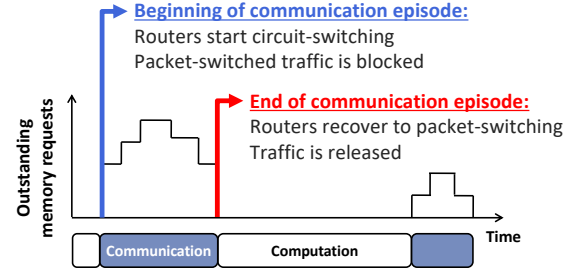 Beginning of communication episode:
Routers start circuit-switching
Packet-switched traffic is blocked
End of communication episode:
Routers recover to packet-switching
Traffic is released
Outstanding
memory requests
Time
Communication
Computation